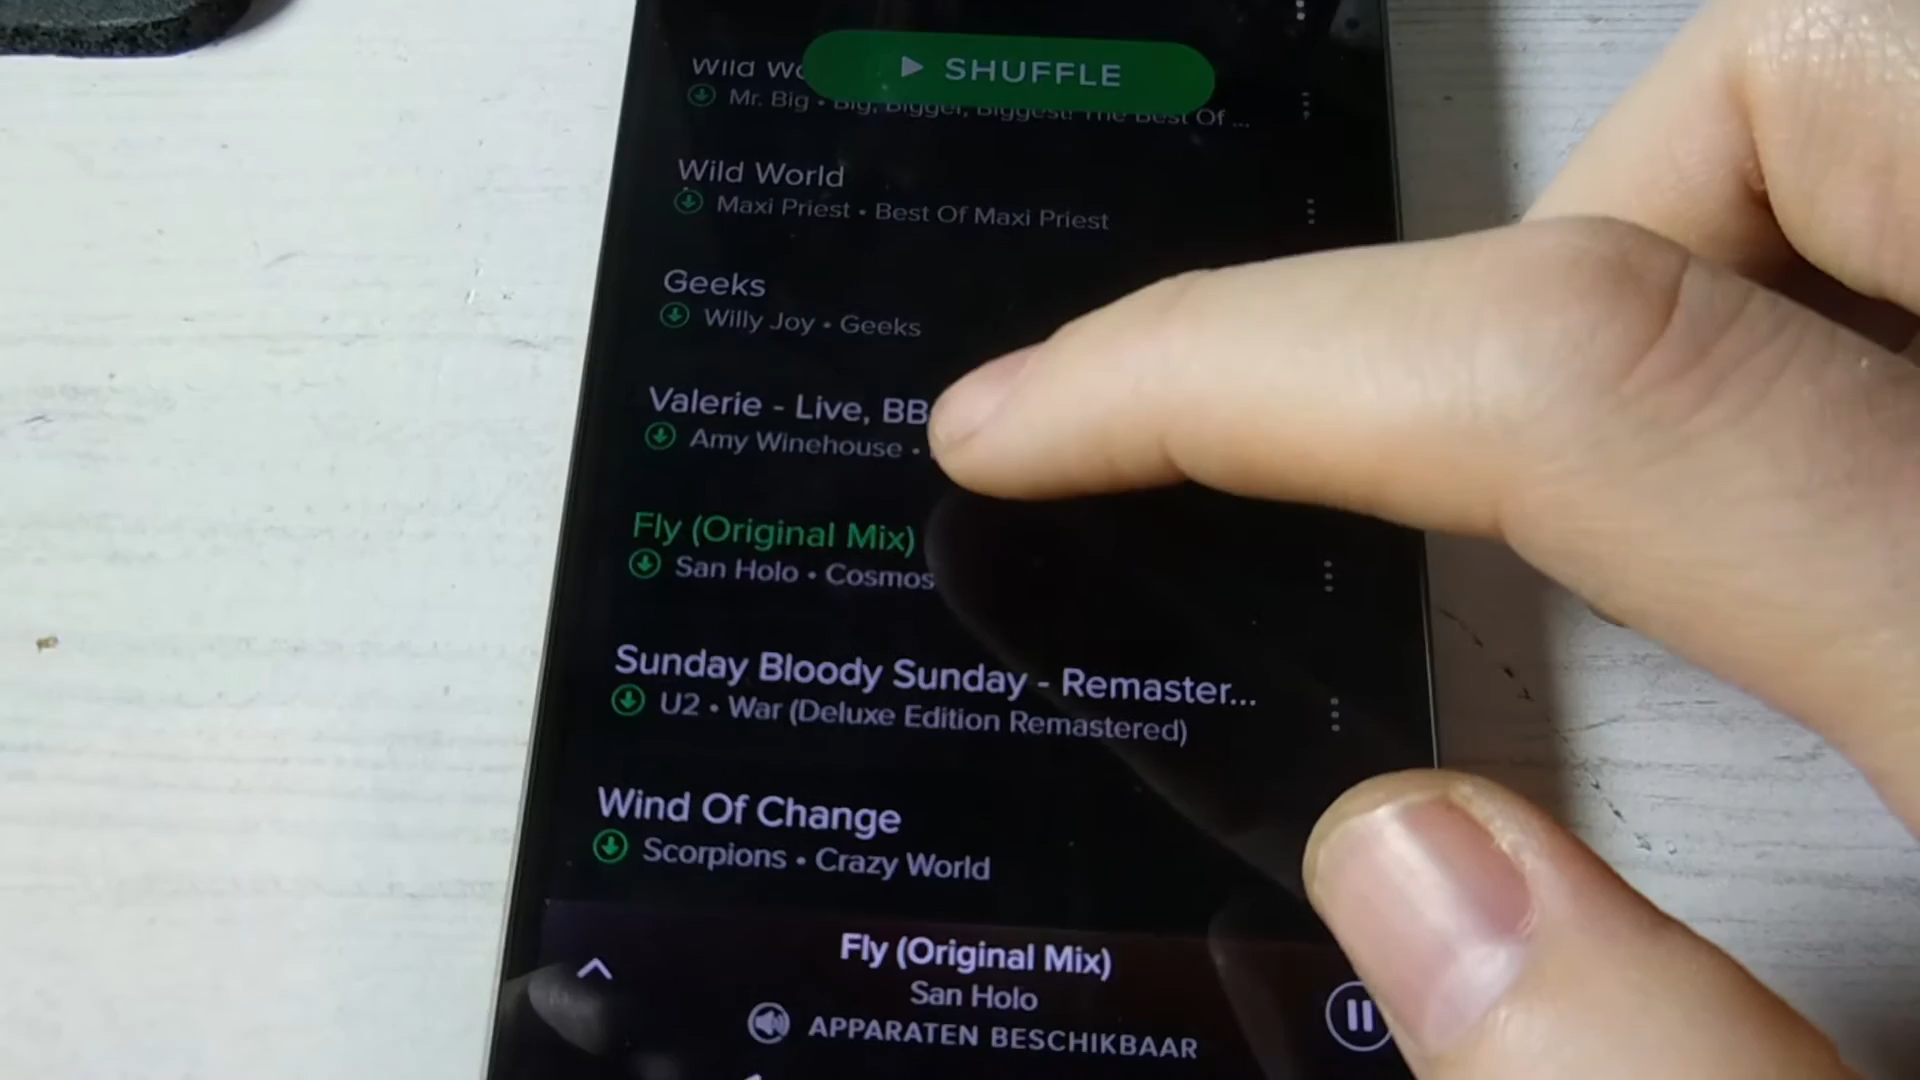 SHUFFLE
Wild
Mr. Big • Big, Bigger, Biggest! The Best Of ...
Wild World
Maxi Priest • Best Of Maxi Priest
Geeks
Willy Joy • Geeks
Valerie - Live, BB
Amy Winehouse •
Fly (Original Mix)
San Holo • Cosmos
Sunday Bloody Sunday - Remaster...
U2 • War (Deluxe Edition Remastered)
Wind Of Change
Scorpions • Crazy World
Fly (Original Mix)
San Holo
APPARATEN BESCHIKBAAR